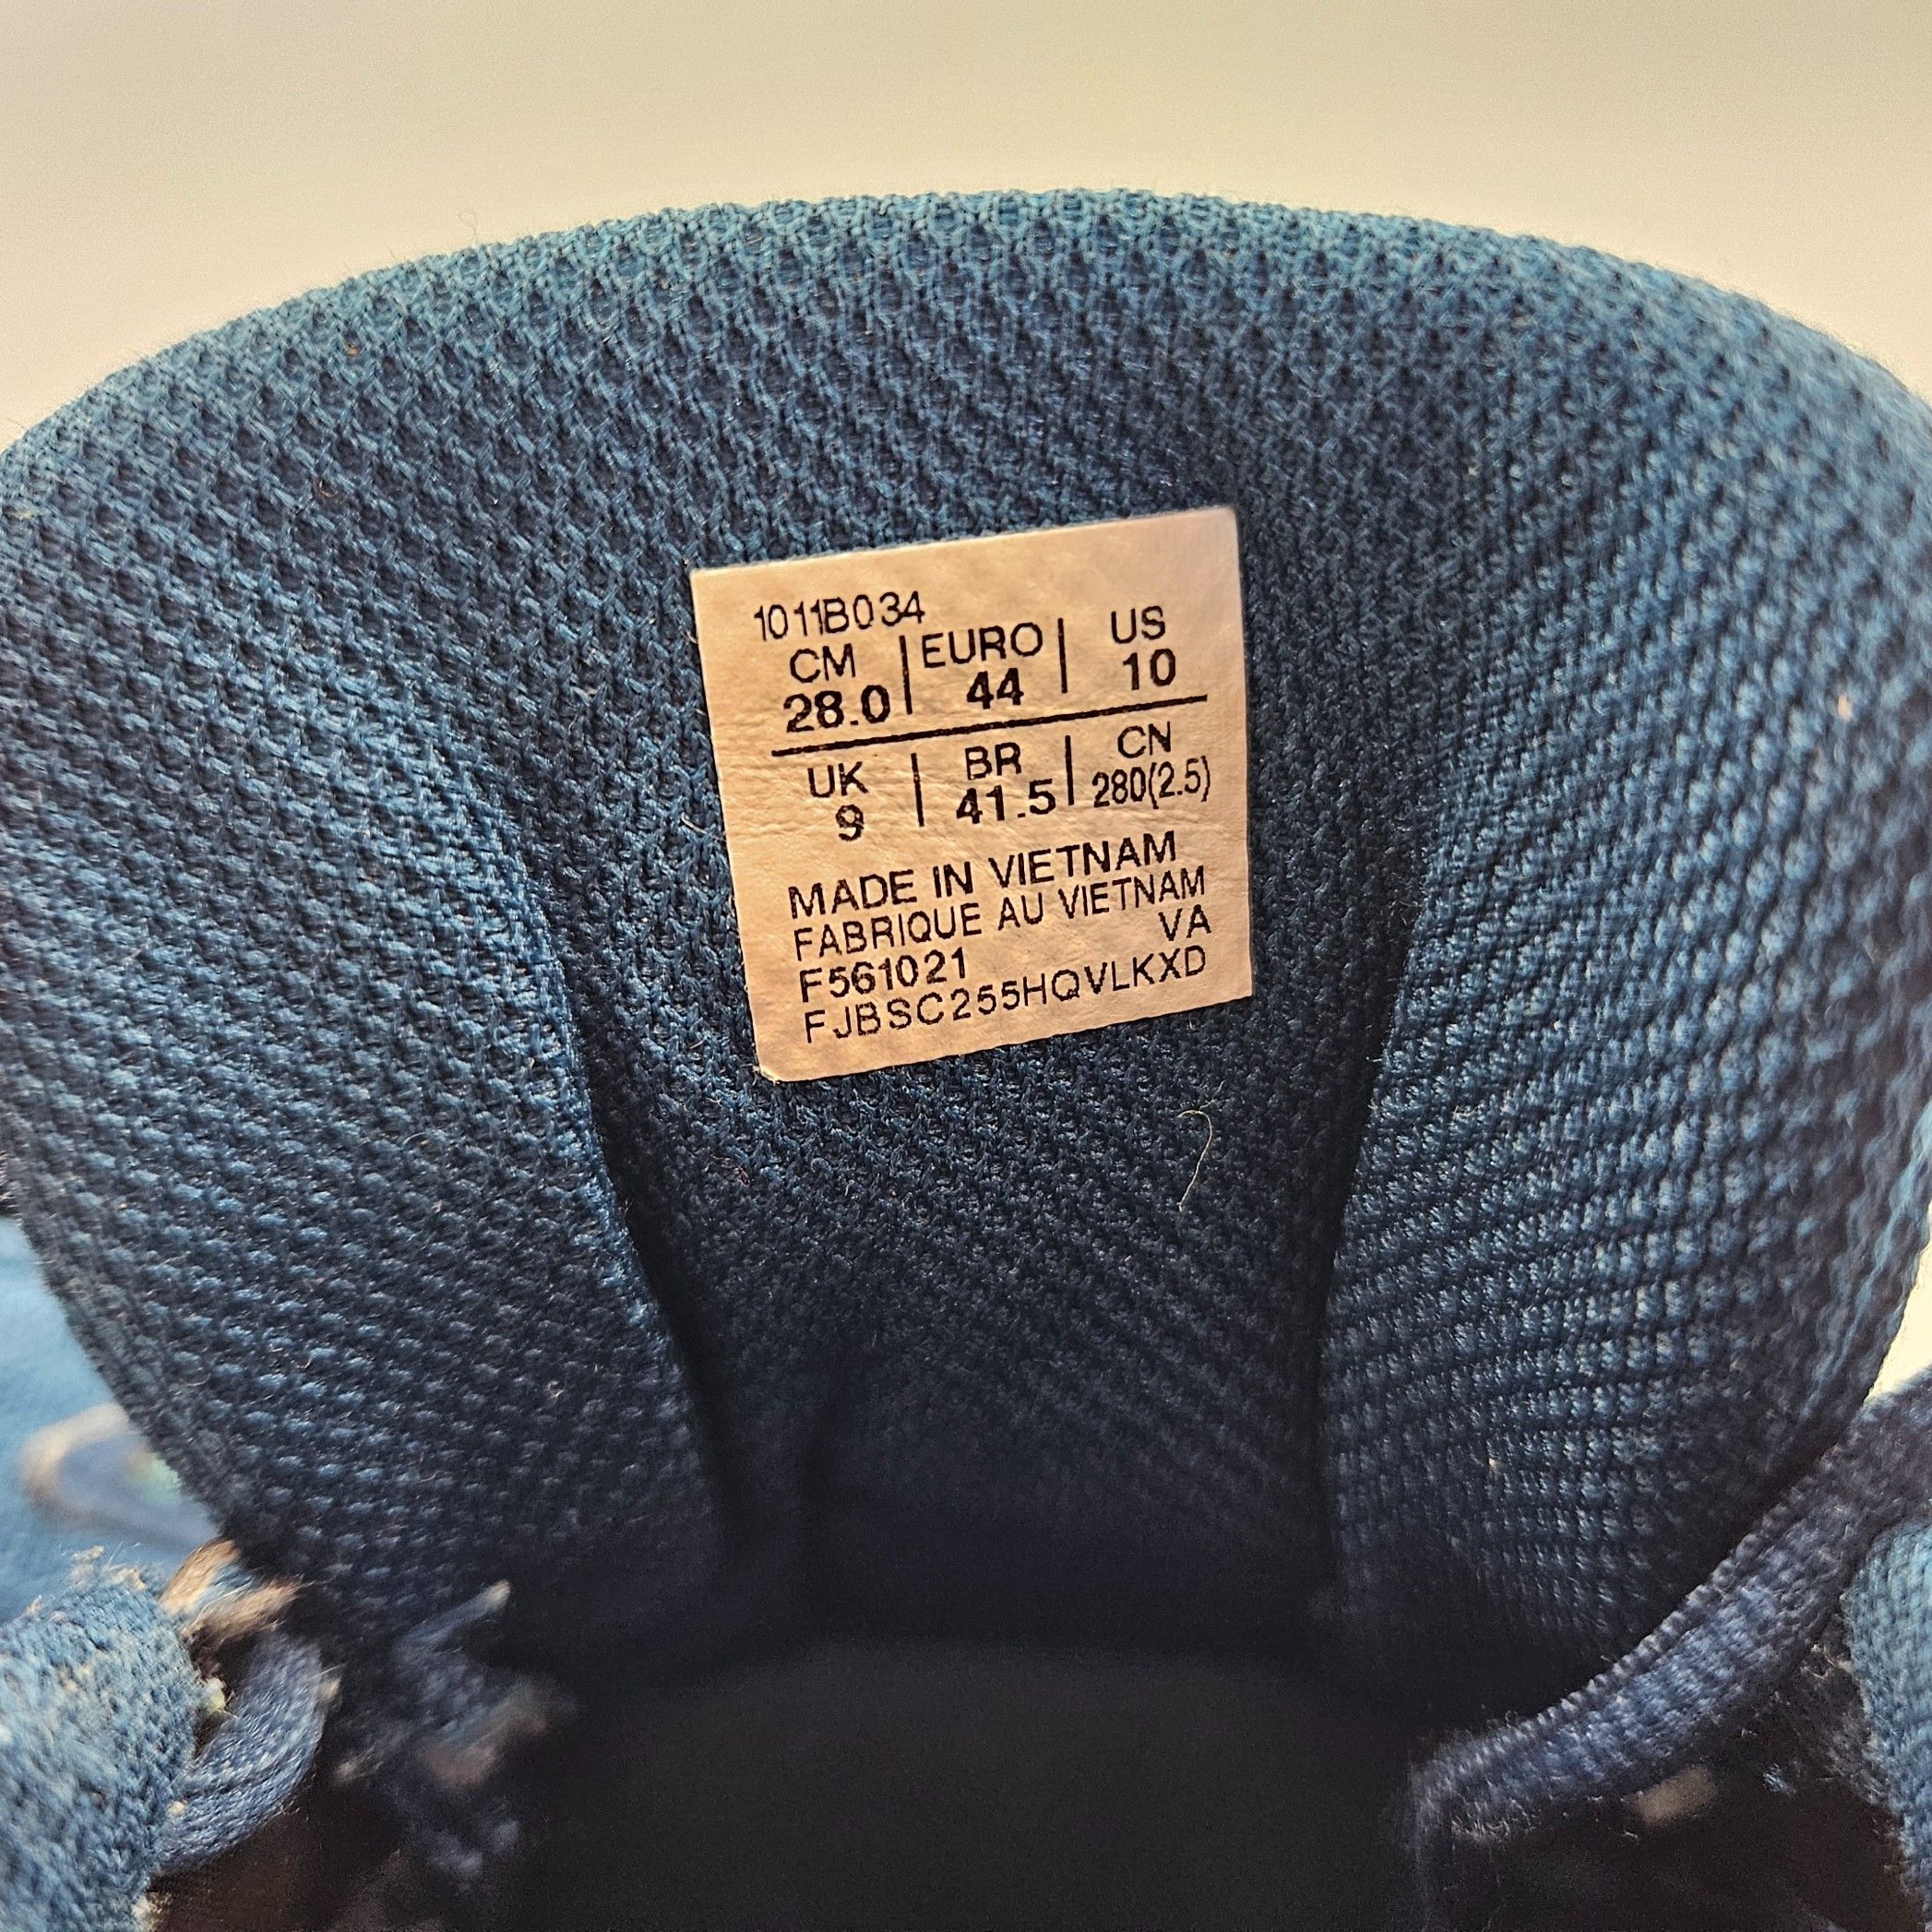 1011B034
CM | EURO | US
28.0 | 44 | 10
UK | BR | CN
9 | 41.5 | 280(2.5)
MADE IN VIETNAM
FABRIQUE AU VIETNAM
VA
F561021
FJBSC255HQVLKXD